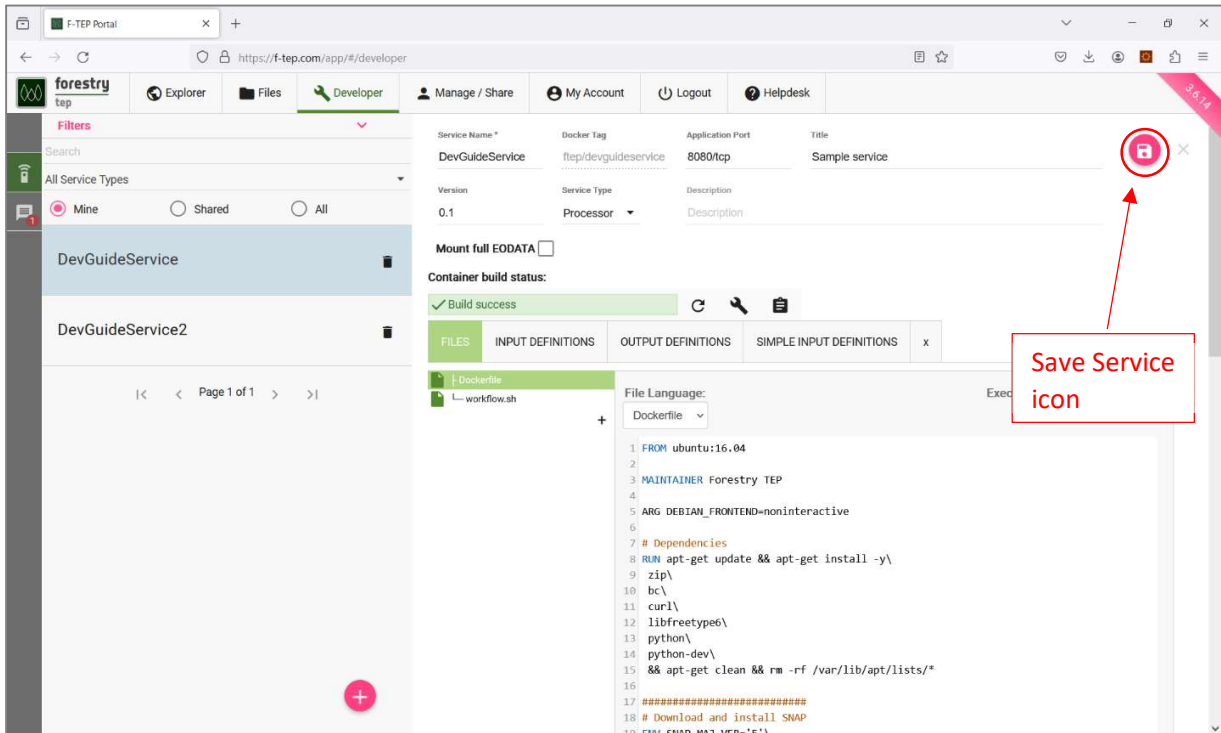 F-TEP Portal
https://f-tep.com/app/#/developer
forestry
tep
Explorer
Files
Developer
Manage / Share
My Account
Logout
Helpdesk
3.6.14
Filters
Search
All Service Types
Mine
Shared
All
1
DevGuideService
DevGuideService2
Page 1 of 1
Service Name *
Docker Tag
Application Port
Title
DevGuideService
ftep/devguideservice
8080/tcp
Sample service
Version
Service Type
Description
0.1
Processor
Description
Mount full EODATA
Container build status:
Build success
FILES
INPUT DEFINITIONS
OUTPUT DEFINITIONS
SIMPLE INPUT DEFINITIONS
x
Dockerfile
workflow.sh
+
File Language:
Dockerfile
Save Service
icon
1 FROM ubuntu:16.04
2
3 MAINTAINER Forestry TEP
4
5 ARG DEBIAN_FRONTEND=noninteractive
6
7 # Dependencies
8 RUN apt-get update && apt-get install -y\
9 zip\
10 bc\
11 curl\
12 libfreetype6\
13 python\
14 python-dev\
15 && apt-get clean && rm -rf /var/lib/apt/lists/*
16
17 ##########################
18 # Download and install SNAP